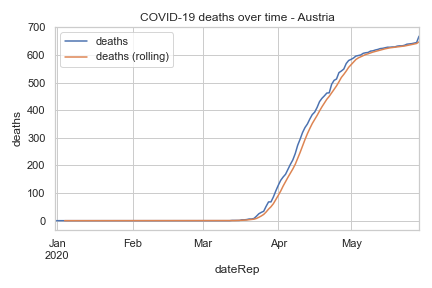 COVID-19 deaths over time - Austria
deaths
deaths (rolling)
700
600
500
400
300
200
100
0
deaths
Jan Feb Mar Apr May
2020
dateRep